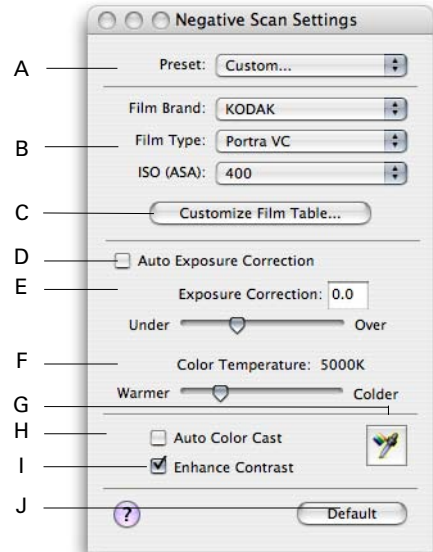 Negative Scan Settings
A Preset: Custom...
Film Brand: KODAK
B Film Type: Portra VC
ISO (ASA): 400
C Customize Film Table...
D Auto Exposure Correction
E Exposure Correction: 0.0
Under Over
F Color Temperature: 5000K
Warmer Colder
G
H Auto Color Cast
I Enhance Contrast
J ? Default